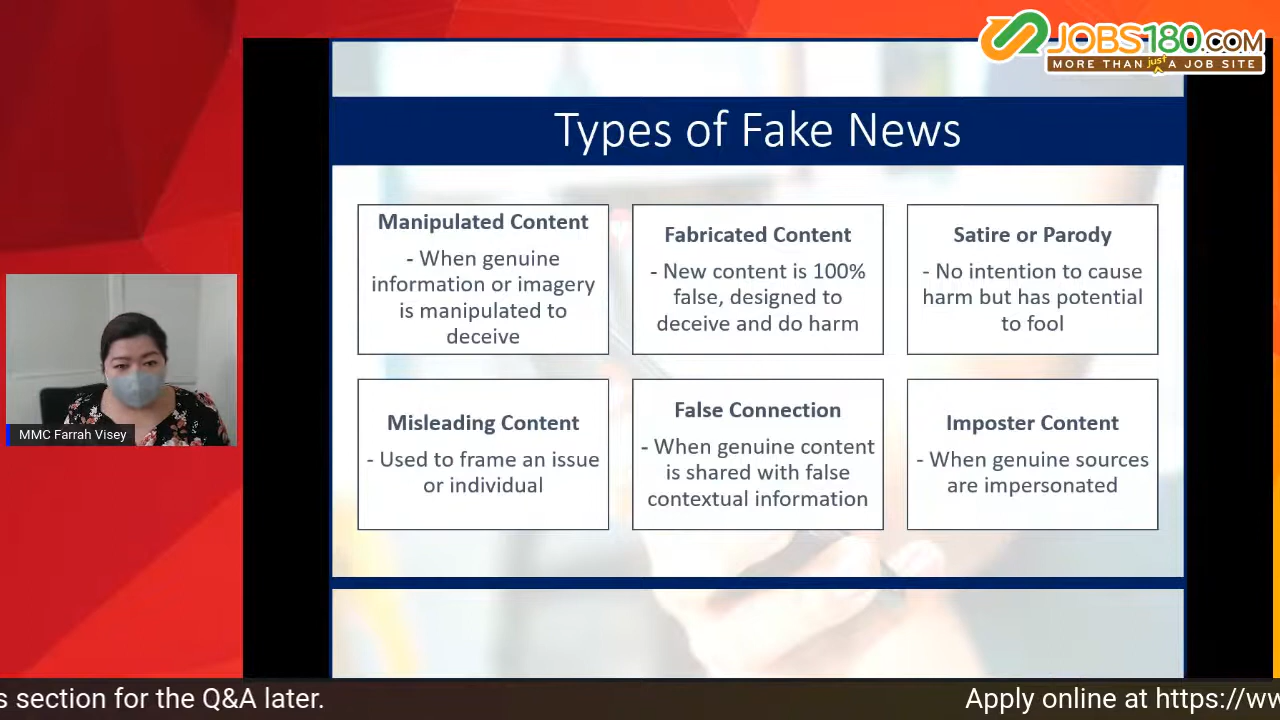 JOBS180.COM
MORE THAN just A JOB SITE
Types of Fake News
Manipulated Content
- When genuine
information or imagery
is manipulated to
deceive
Fabricated Content
- New content is 100%
false, designed to
deceive and do harm
Satire or Parody
- No intention to cause
harm but has potential
to fool
Misleading Content
- Used to frame an issue
or individual
False Connection
- When genuine content
is shared with false
contextual information
Imposter Content
- When genuine sources
are impersonated
MMC Farrah Visey
s section for the Q&A later.
Apply online at https://ww